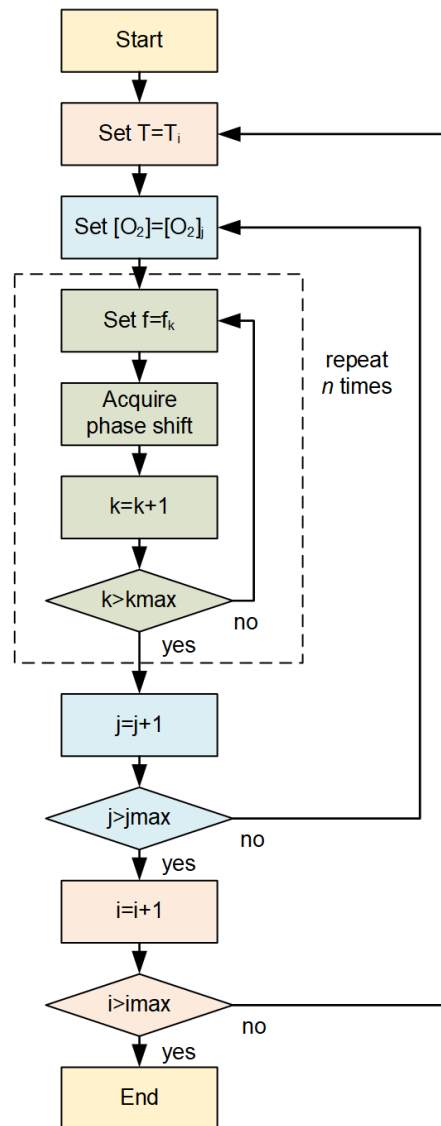 Start
Set T=Tᵢ
Set [O₂]=[O₂]ⱼ
Set f=fₖ
repeat
n times
Acquire
phase shift
k=k+1
k>kmax
no
yes
j=j+1
j>jmax
no
yes
i=i+1
i>imax
no
yes
End